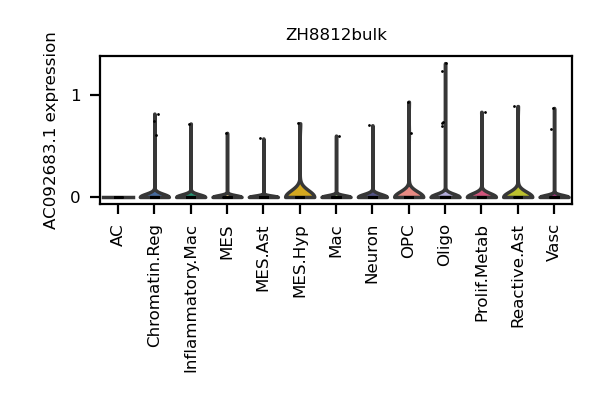 ZH8812bulk
AC092683.1 expression
1
0
AC
Chromatin.Reg
Inflammatory.Mac
MES
MES.Ast
MES.Hyp
Mac
Neuron
OPC
Oligo
Prolif.Metab
Reactive.Ast
Vasc